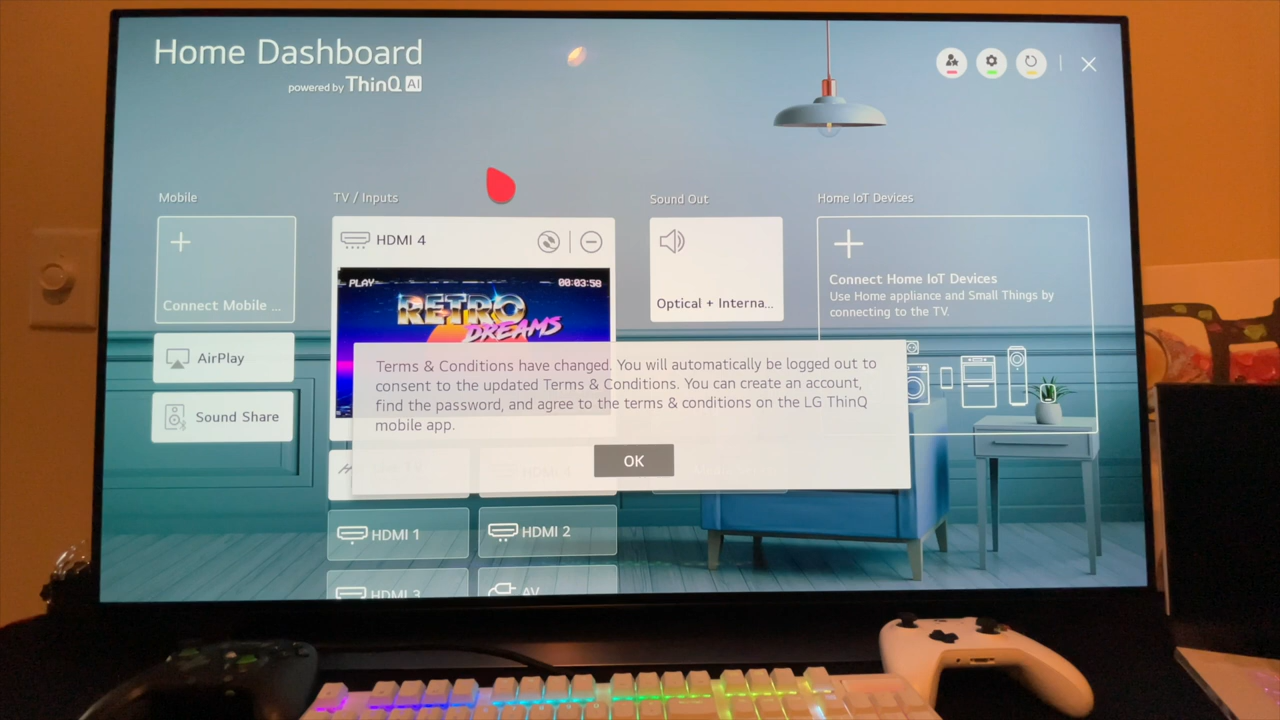 Home Dashboard
powered by ThinQ AI
Mobile
Connect Mobile ...
AirPlay
Sound Share
TV / Inputs
HDMI 4
PLAY
00:03:58
RETRO
DREAMS
Sound Out
Optical + Interna...
Home IoT Devices
Connect Home IoT Devices
Use Home appliance and Small Things by
connecting to the TV.
Terms & Conditions have changed. You will automatically be logged out to
consent to the updated Terms & Conditions. You can create an account,
find the password, and agree to the terms & conditions on the LG ThinQ
mobile app.
OK
HDMI 1
HDMI 2
HDMI 3
AV